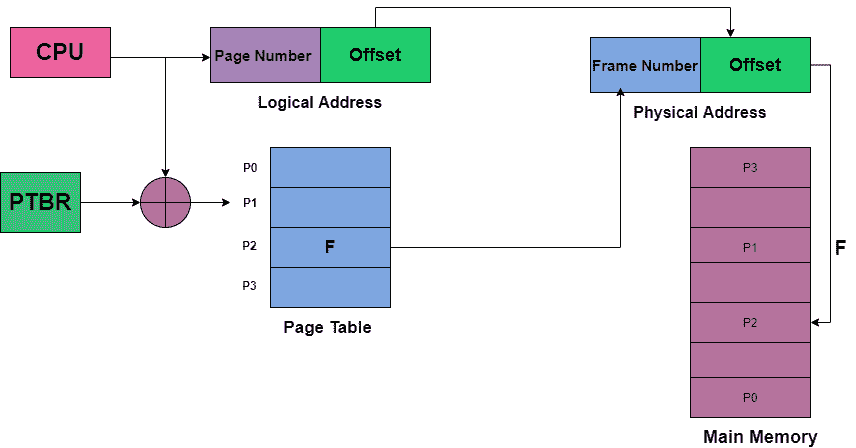 CPU
Page Number
Offset
Logical Address
Frame Number
Offset
Physical Address
PTBR
P0
P1
P2
P3
F
Page Table
P3
P1
P2
P0
F
Main Memory